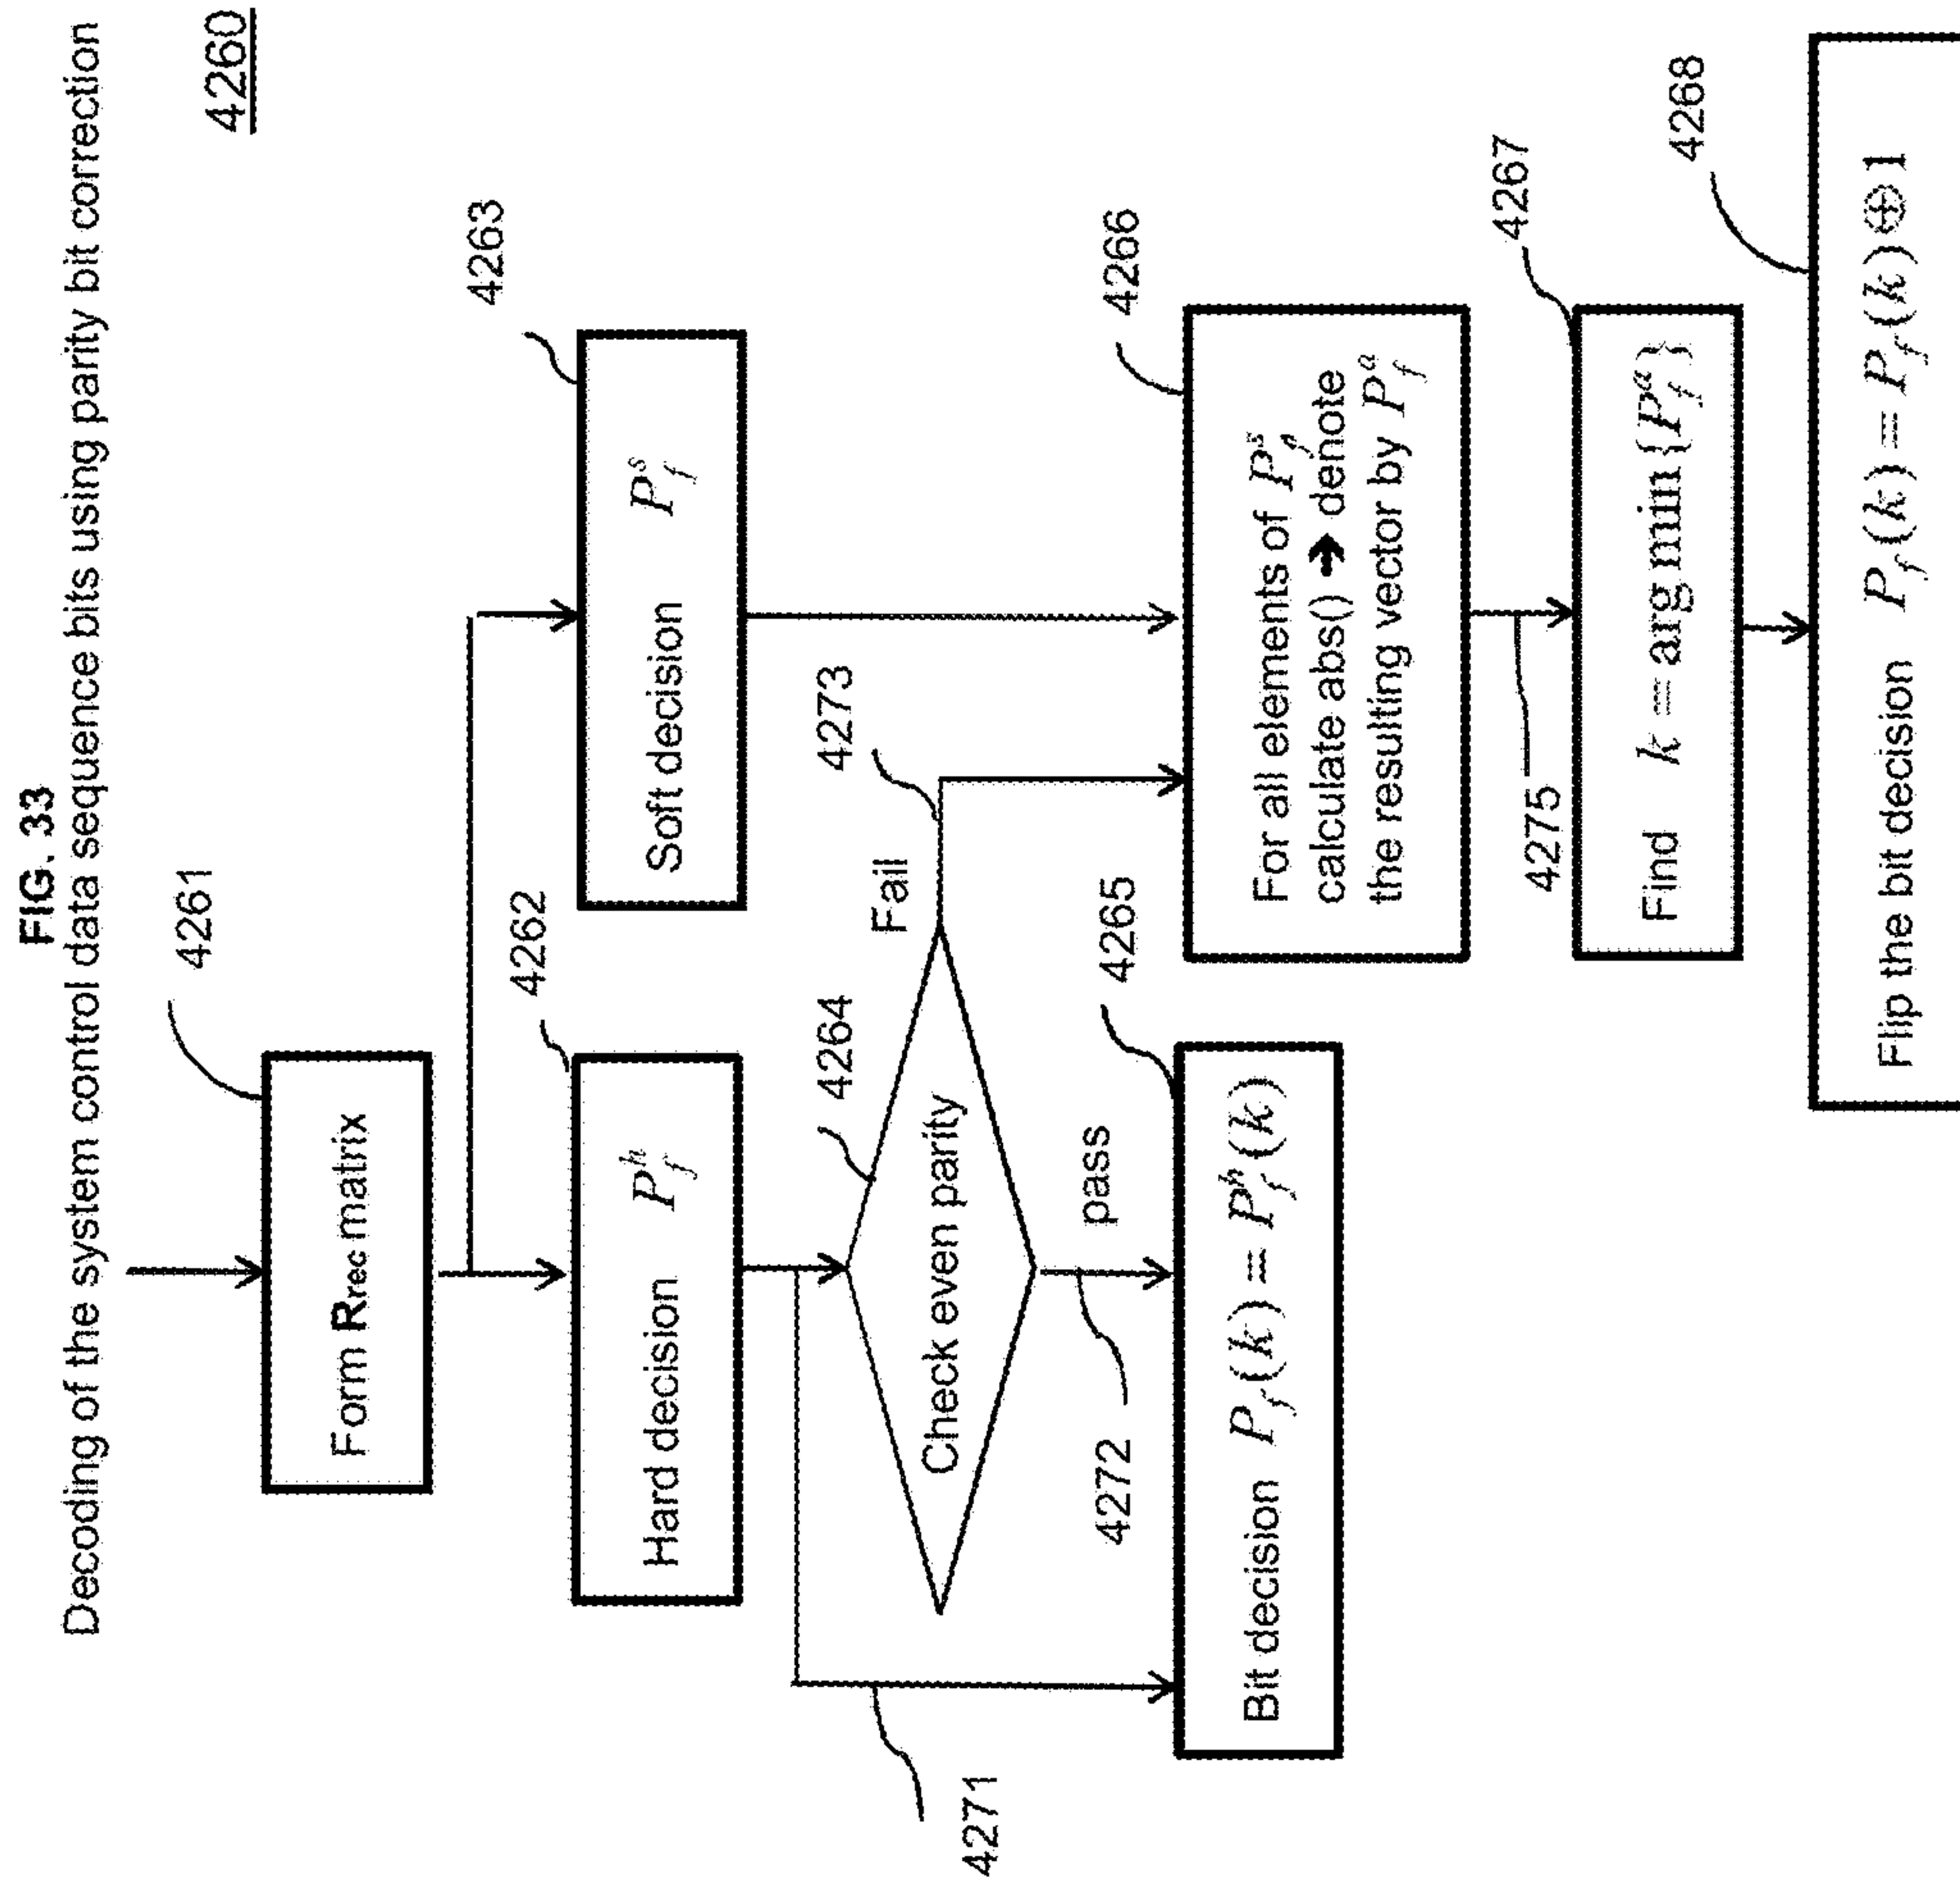 FIG. 33
Decoding of the system control data sequence bits using parity bit correction
4260
4261
Form Rrec matrix
4262
Hard decision P_f^h
4263
Soft decision P_f^s
4264
Check even parity
Fail
4273
pass
4272
4271
4265
Bit decision P_f(k) = P_f^h(k)
4266
For all elements of P_f^s
calculate abs() ➔ denote
the resulting vector by P_f^a
4275
4267
Find k = arg min{P_f^a}
4268
Flip the bit decision P_f(k) = P_f(k) ⊕ 1